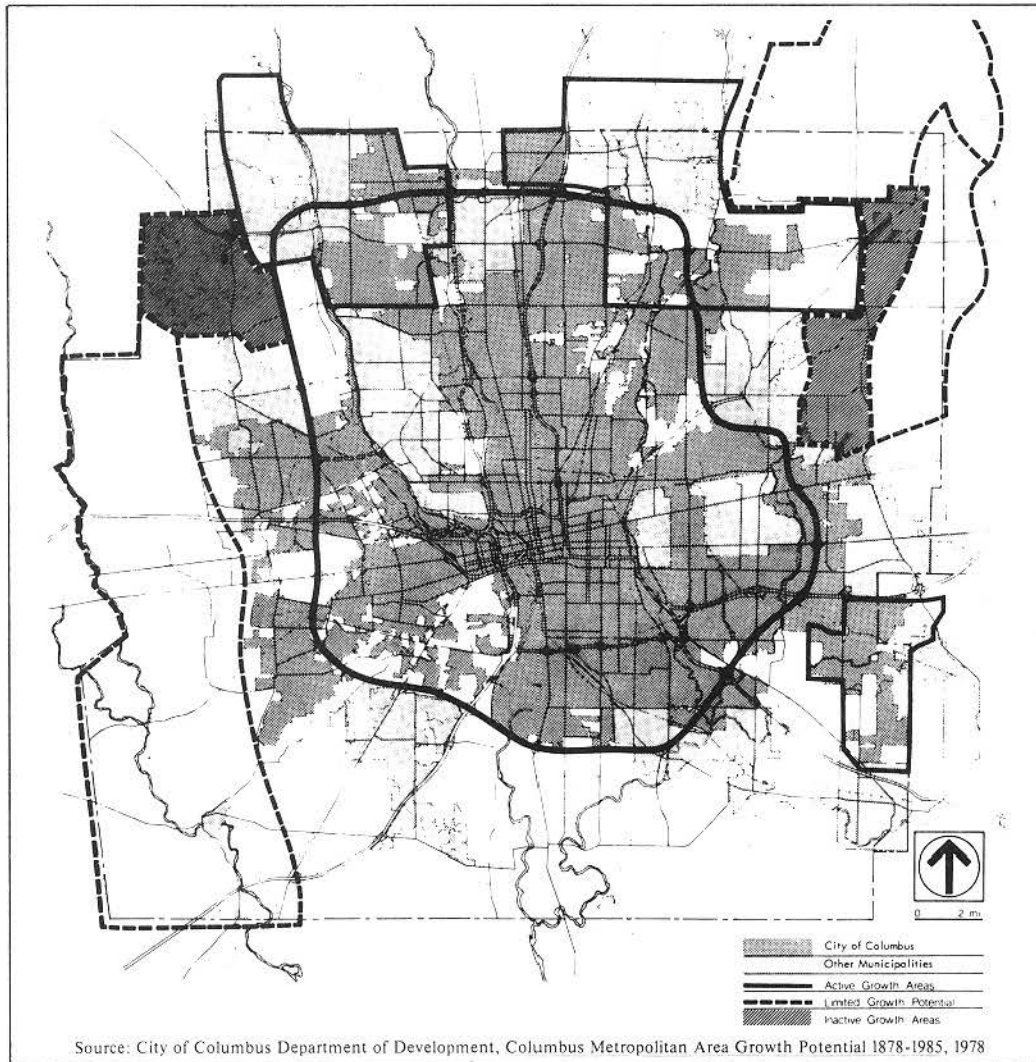 0 2 mi
City of Columbus
Other Municipalities
Active Growth Areas
Limited Growth Potential
Inactive Growth Areas
Source: City of Columbus Department of Development, Columbus Metropolitan Area Growth Potential 1878-1985, 1978